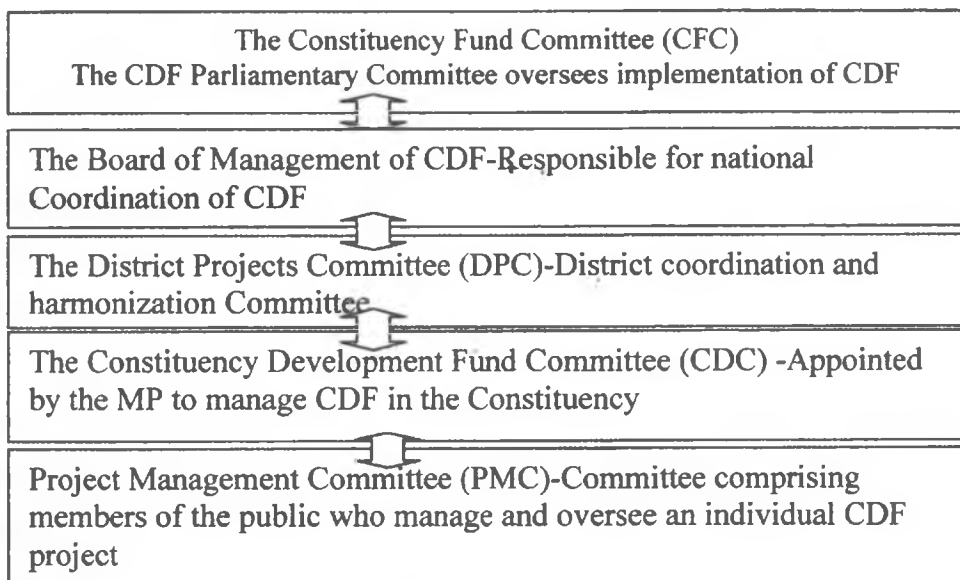 The Constituency Fund Committee (CFC)
The CDF Parliamentary Committee oversees implementation of CDF
The Board of Management of CDF-Responsible for national
Coordination of CDF
The District Projects Committee (DPC)-District coordination and
harmonization Committee
The Constituency Development Fund Committee (CDC) -Appointed
by the MP to manage CDF in the Constituency
Project Management Committee (PMC)-Committee comprising
members of the public who manage and oversee an individual CDF
project